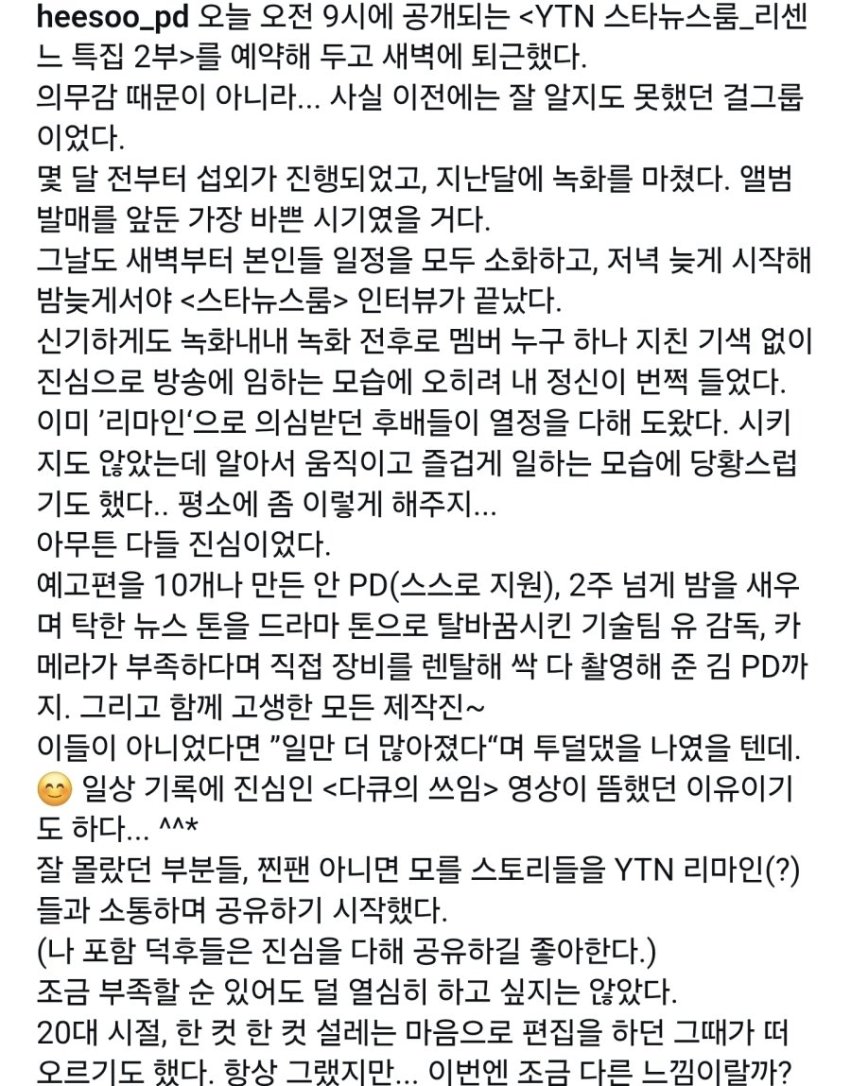 heesoo_pd 오늘 오전 9시에 공개되는 <YTN 스타뉴스룸_리센
느 특집 2부>를 예약해 두고 새벽에 퇴근했다.
의무감 때문이 아니라... 사실 이전에는 잘 알지도 못했던 걸그룹
이었다.
몇 달 전부터 섭외가 진행되었고, 지난달에 녹화를 마쳤다. 앨범
발매를 앞둔 가장 바쁜 시기였을 거다.
그날도 새벽부터 본인들 일정을 모두 소화하고, 저녁 늦게 시작해
밤늦게서야 <스타뉴스룸> 인터뷰가 끝났다.
신기하게도 녹화내내 녹화 전후로 멤버 누구 하나 지친 기색 없이
진심으로 방송에 임하는 모습에 오히려 내 정신이 번쩍 들었다.
이미 ’리마인‘으로 의심받던 후배들이 열정을 다해 도왔다. 시키
지도 않았는데 알아서 움직이고 즐겁게 일하는 모습에 당황스럽
기도 했다.. 평소에 좀 이렇게 해주지...
아무튼 다들 진심이었다.
예고편을 10개나 만든 안 PD(스스로 지원), 2주 넘게 밤을 새우
며 탁한 뉴스 톤을 드라마 톤으로 탈바꿈시킨 기술팀 유 감독, 카
메라가 부족하다며 직접 장비를 렌탈해 싹 다 촬영해 준 김 PD까
지. 그리고 함께 고생한 모든 제작진~
이들이 아니었다면 ”일만 더 많아졌다“며 투덜댔을 나였을 텐데.
😊 일상 기록에 진심인 <다큐의 쓰임> 영상이 뜸했던 이유이기
도 하다... ^^*
잘 몰랐던 부분들, 찐팬 아니면 모를 스토리들을 YTN 리마인(?)
들과 소통하며 공유하기 시작했다.
(나 포함 덕후들은 진심을 다해 공유하길 좋아한다.)
조금 부족할 순 있어도 덜 열심히 하고 싶지는 않았다.
20대 시절, 한 컷 한 컷 설레는 마음으로 편집을 하던 그때가 떠
오르기도 했다. 항상 그랬지만... 이번엔 조금 다른 느낌이랄까?